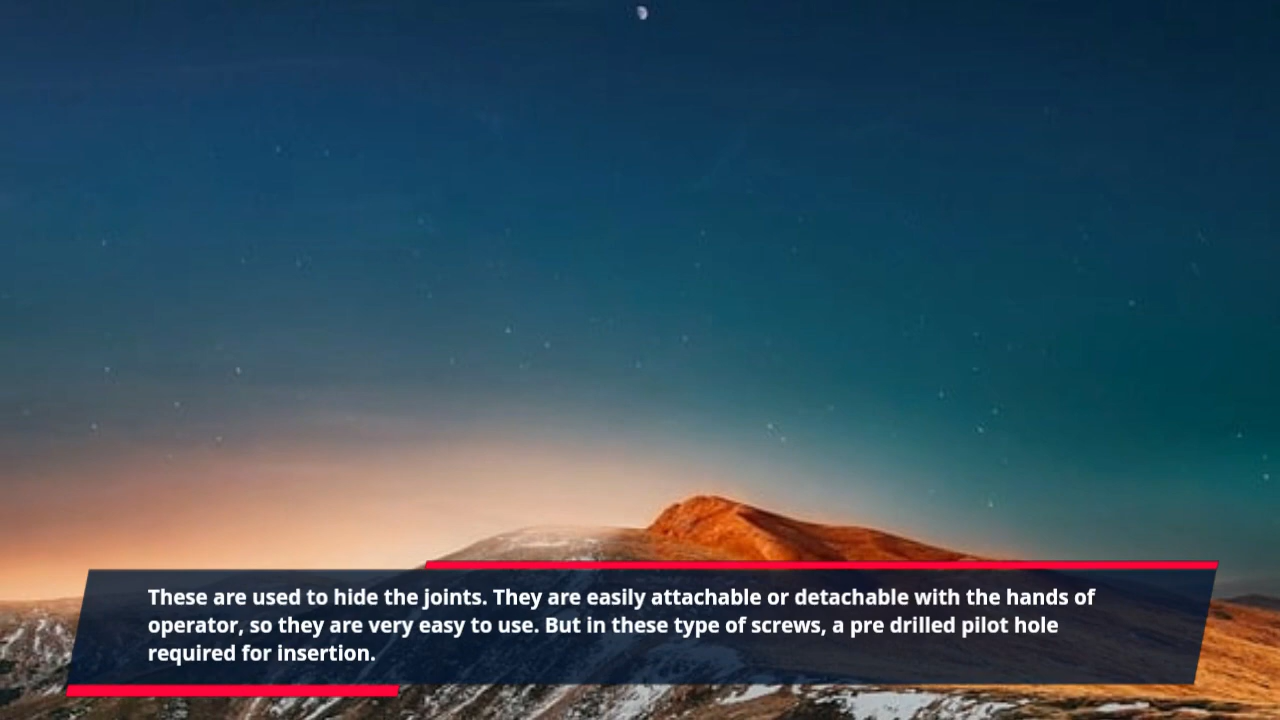 These are used to hide the joints. They are easily attachable or detachable with the hands of
operator, so they are very easy to use. But in these type of screws, a pre drilled pilot hole
required for insertion.